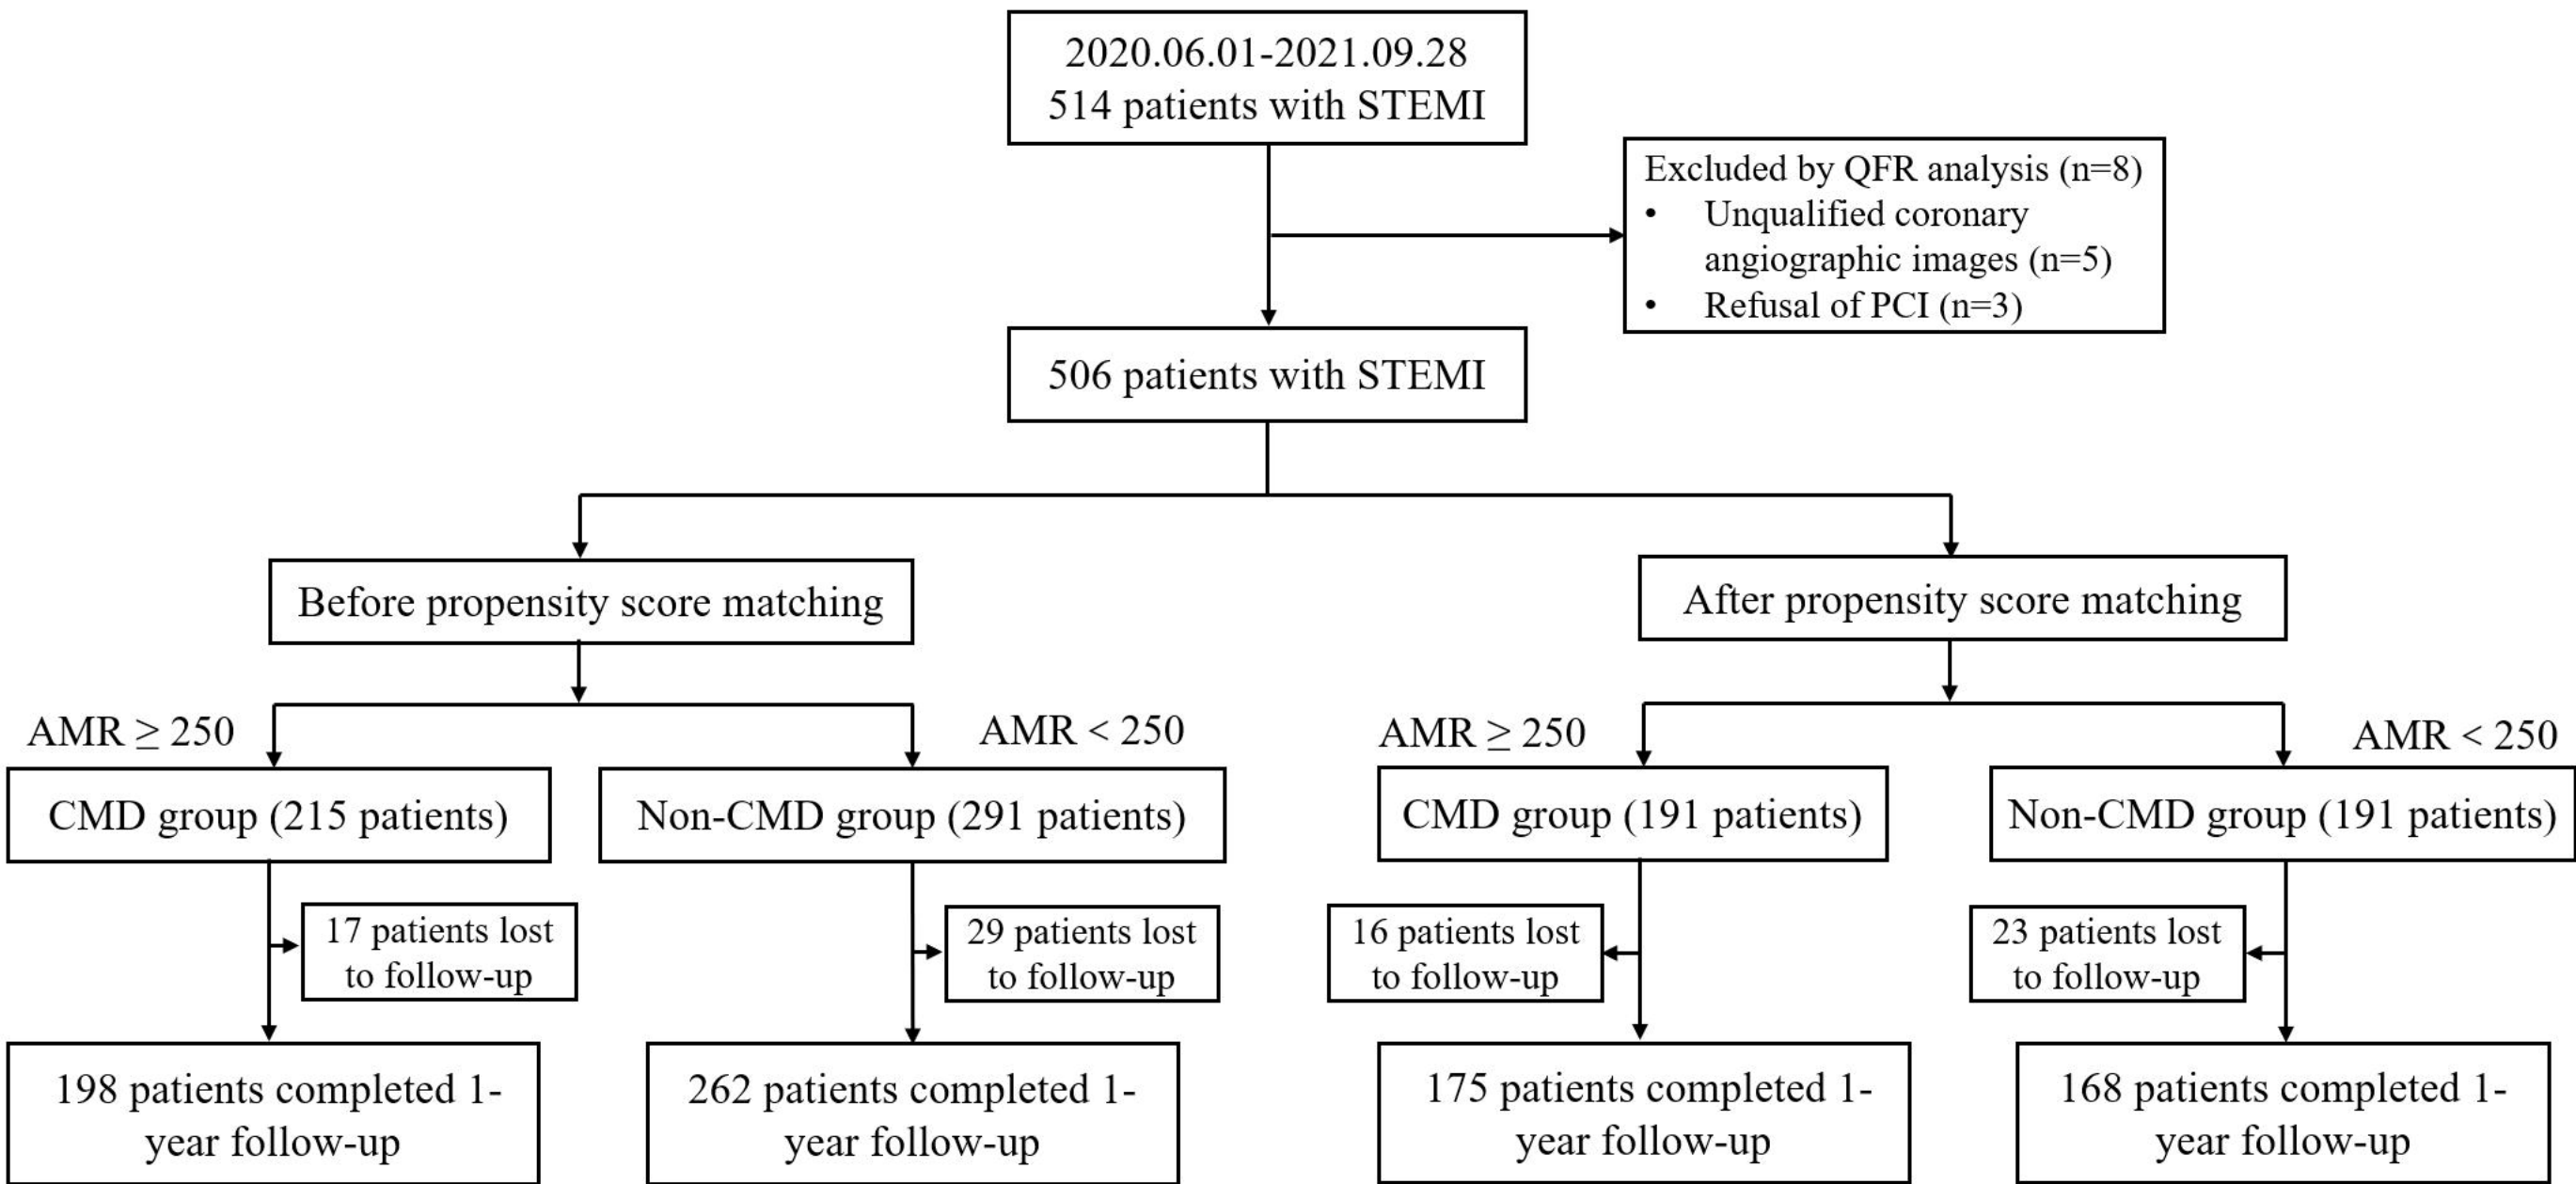 2020.06.01-2021.09.28
514 patients with STEMI
Excluded by QFR analysis (n=8)
• Unqualified coronary
angiographic images (n=5)
• Refusal of PCI (n=3)
506 patients with STEMI
Before propensity score matching
After propensity score matching
AMR ≥ 250
AMR < 250
AMR ≥ 250
AMR < 250
CMD group (215 patients)
Non-CMD group (291 patients)
CMD group (191 patients)
Non-CMD group (191 patients)
17 patients lost
to follow-up
29 patients lost
to follow-up
16 patients lost
to follow-up
23 patients lost
to follow-up
198 patients completed 1-
year follow-up
262 patients completed 1-
year follow-up
175 patients completed 1-
year follow-up
168 patients completed 1-
year follow-up